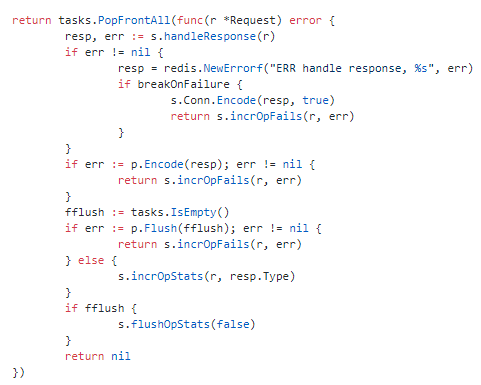 return tasks.PopFrontAll(func(r *Request) error {
        resp, err := s.handleResponse(r)
        if err != nil {
                resp = redis.NewErrorf("ERR handle response, %s", err)
                if breakOnFailure {
                        s.Conn.Encode(resp, true)
                        return s.incrOpFails(r, err)
                }
        }
        if err := p.Encode(resp); err != nil {
                return s.incrOpFails(r, err)
        }
        fflush := tasks.IsEmpty()
        if err := p.Flush(fflush); err != nil {
                return s.incrOpFails(r, err)
        } else {
                s.incrOpStats(r, resp.Type)
        }
        if fflush {
                s.flushOpStats(false)
        }
        return nil
})